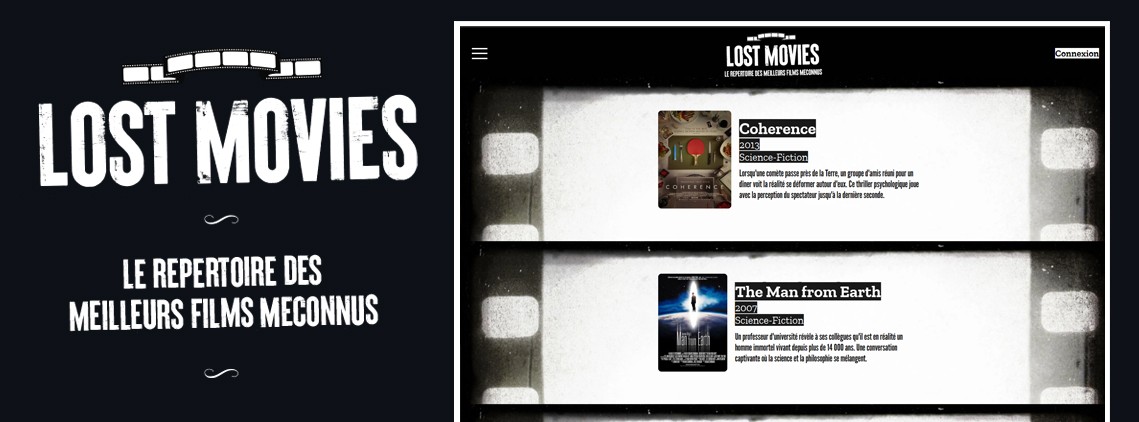 LOST MOVIES
LE REPERTOIRE DES
MEILLEURS FILMS MECONNUS
LOST MOVIES
LE REPERTOIRE DES MEILLEURS FILMS MECONNUS
Connexion
COHERENCE
Coherence
2013
Science-Fiction
Lorsqu'une comète passe près de la Terre, un groupe d'amis réuni pour un
dîner voit la réalité se déformer autour d'eux. Ce thriller psychologique joue
avec la perception du spectateur jusqu'à la dernière seconde.
Man from Earth
The Man from Earth
2007
Science-Fiction
Un professeur d'université révèle à ses collègues qu'il est en réalité un
homme immortel vivant depuis plus de 14 000 ans. Une conversation
captivante où la science et la philosophie se mélangent.